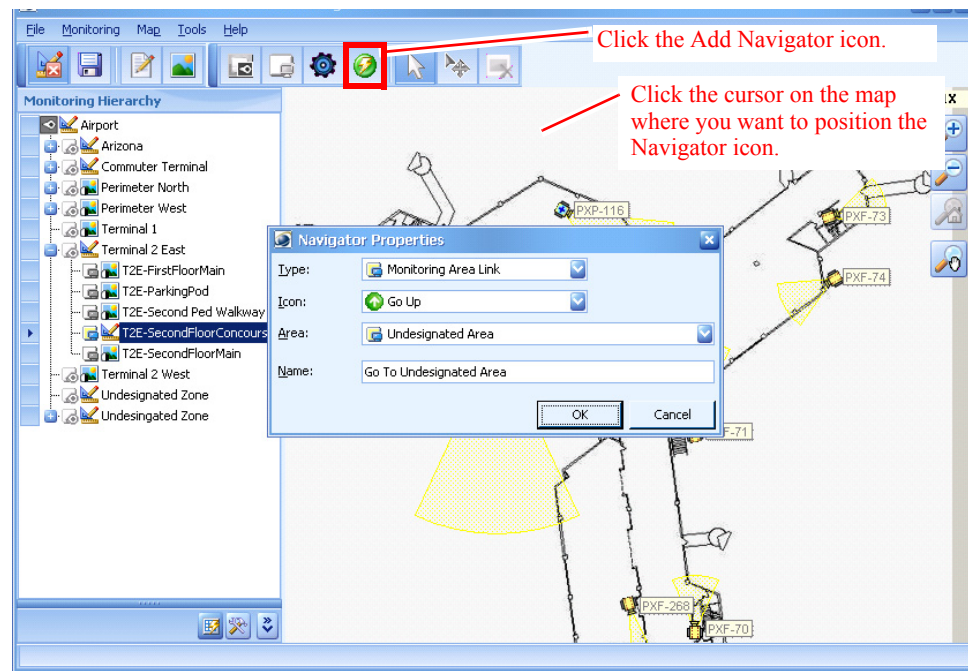 File Monitoring Map Tools Help
Click the Add Navigator icon.
Click the cursor on the map
where you want to position the
Navigator icon.
Monitoring Hierarchy
x
Airport
Arizona
Commuter Terminal
Perimeter North
Perimeter West
Terminal 1
Terminal 2 East
T2E-FirstFloorMain
T2E-ParkingPod
T2E-Second Ped Walkway
T2E-SecondFloorConcours
T2E-SecondFloorMain
Terminal 2 West
Undesignated Zone
Undesingated Zone
PXP-116
PXF-73
PXF-74
Navigator Properties
Type: Monitoring Area Link
Icon: Go Up
Area: Undesignated Area
Name: Go To Undesignated Area
OK Cancel
F-71
PXF-268
PXF-70